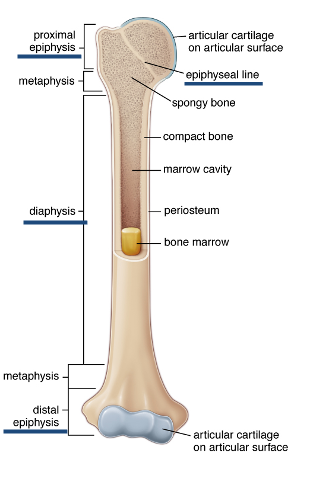 proximal
epiphysis
metaphysis
diaphysis
metaphysis
distal
epiphysis
articular cartilage
on articular surface
epiphyseal line
spongy bone
compact bone
marrow cavity
periosteum
bone marrow
articular cartilage
on articular surface